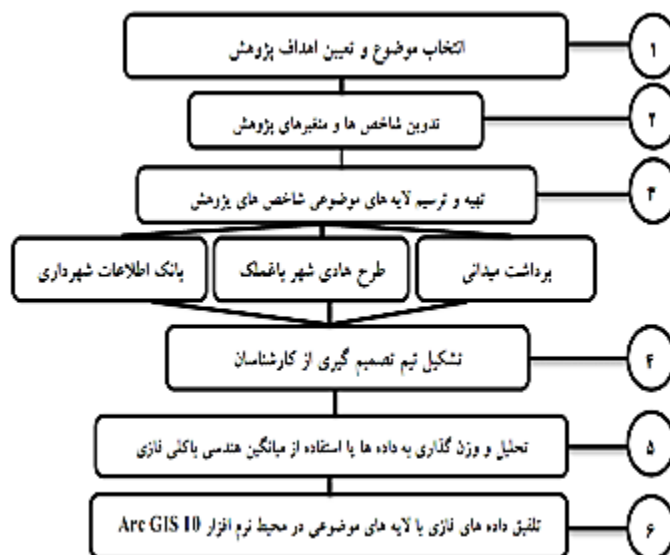 انتخاب موضوع و تعیین اهداف پژوهش
۱
تدوین شاخص ها و متغیرهای پژوهش
۲
تهیه و ترسیم لایه های موضوعی شاخص های پژوهش
۳
برداشت میدانی
طرح هادی شهر باغملک
بانک اطلاعات شهرداری
تشکیل تیم تصمیم گیری از کارشناسان
۴
تحلیل و وزن گذاری به داده ها با استفاده از میانگین هندسی باکلی فازی
۵
تلفیق داده های فازی با لایه های موضوعی در محیط نرم افزار Arc GIS 10
۶